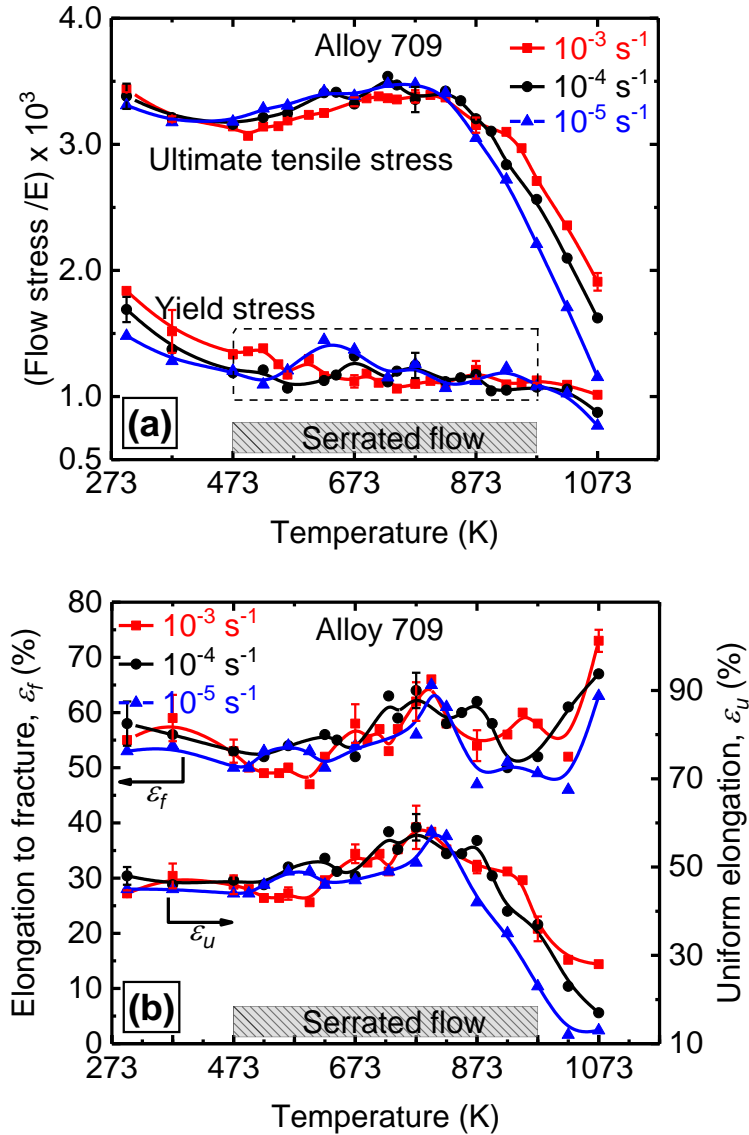 4.0
Alloy 709
10⁻³ s⁻¹
10⁻⁴ s⁻¹
10⁻⁵ s⁻¹
3.0
Ultimate tensile stress
(Flow stress /E) x 10³
2.0
Yield stress
1.0
(a)
Serrated flow
0.5
273 473 673 873 1073
Temperature (K)
80
10⁻³ s⁻¹
Alloy 709
10⁻⁴ s⁻¹
70
10⁻⁵ s⁻¹
90
60
50
70
εf
40
50
30
εu
20
30
10
(b)
Serrated flow
0
10
Elongation to fracture, εf (%)
Uniform elongation, εu (%)
273 473 673 873 1073
Temperature (K)